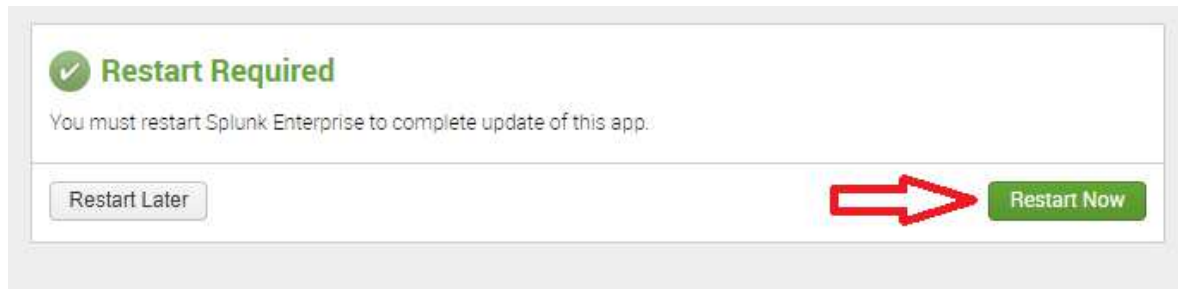 Restart Required
You must restart Splunk Enterprise to complete update of this app.
Restart Later
Restart Now